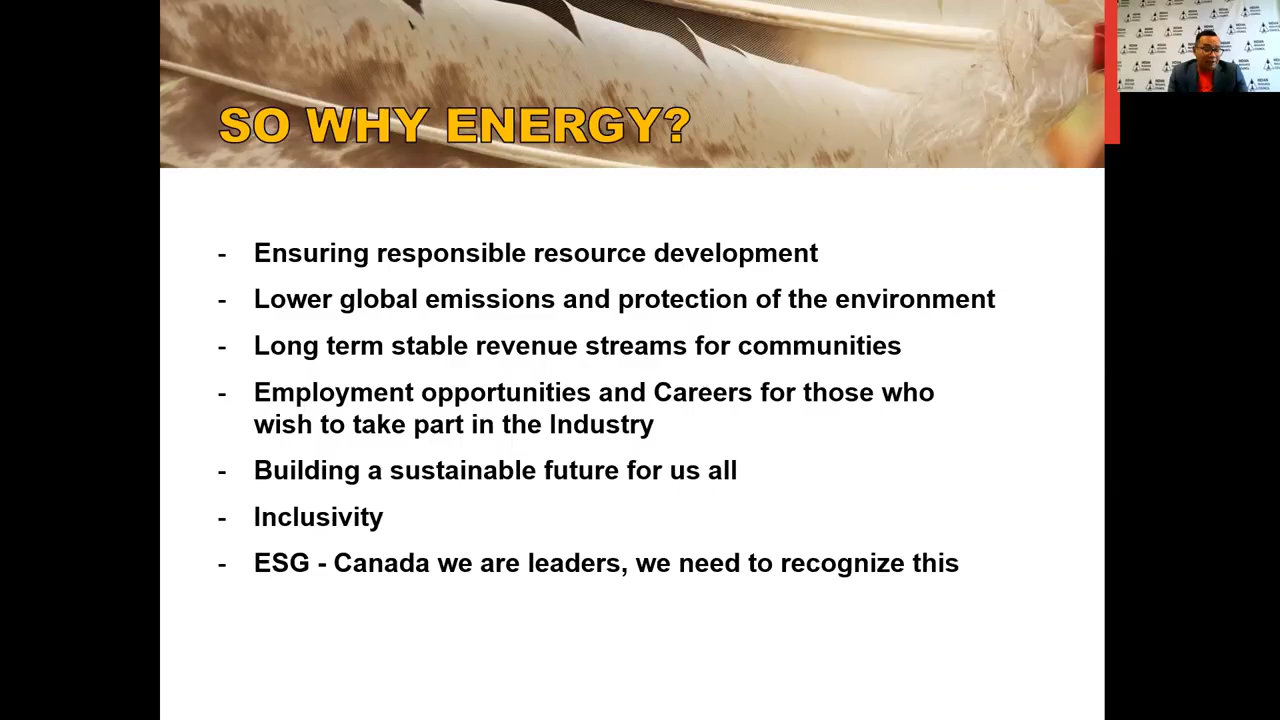 SO WHY ENERGY?
- Ensuring responsible resource development
- Lower global emissions and protection of the environment
- Long term stable revenue streams for communities
- Employment opportunities and Careers for those who
wish to take part in the Industry
- Building a sustainable future for us all
- Inclusivity
- ESG - Canada we are leaders, we need to recognize this